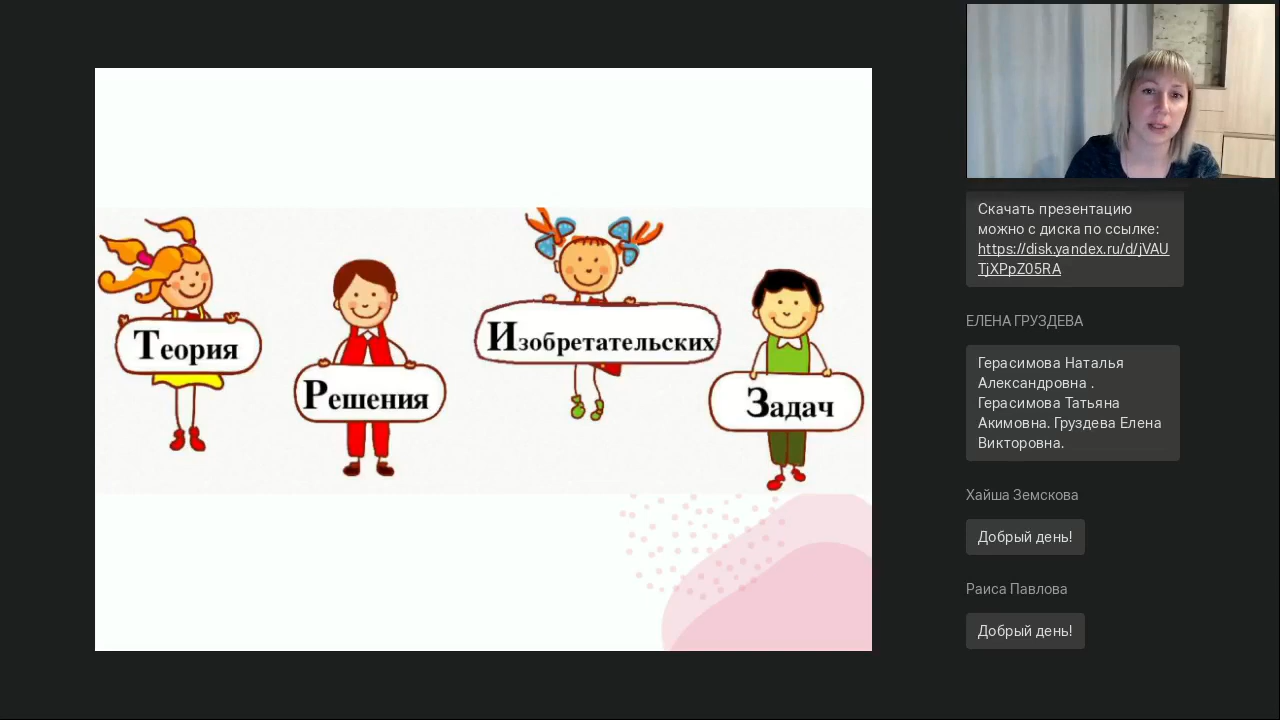 Теория
Решения
Изобретательских
Задач
Скачать презентацию
можно с диска по ссылке:
https://disk.yandex.ru/d/jVAU
TjXPpZ05RA
ЕЛЕНА ГРУЗДЕВА
Герасимова Наталья
Александровна .
Герасимова Татьяна
Акимовна. Груздева Елена
Викторовна.
Хайша Земскова
Добрый день!
Раиса Павлова
Добрый день!